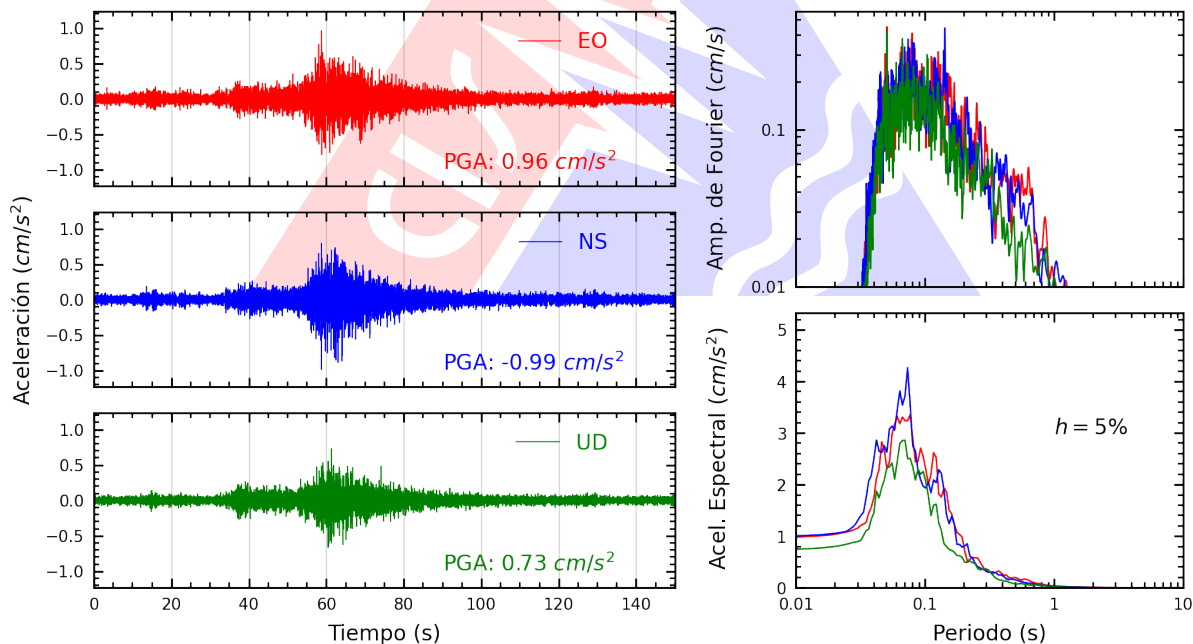 Aceleración (cm/s²)
1.0
0.5
0.0
−0.5
−1.0
EO
PGA: 0.96 cm/s²
1.0
0.5
0.0
−0.5
−1.0
NS
PGA: -0.99 cm/s²
1.0
0.5
0.0
−0.5
−1.0
UD
PGA: 0.73 cm/s²
0 20 40 60 80 100 120 140
Tiempo (s)
Amp. de Fourier (cm/s)
0.1
0.01
Acel. Espectral (cm/s²)
5
4
3
2
1
0
h = 5%
0.01 0.1 1 10
Periodo (s)